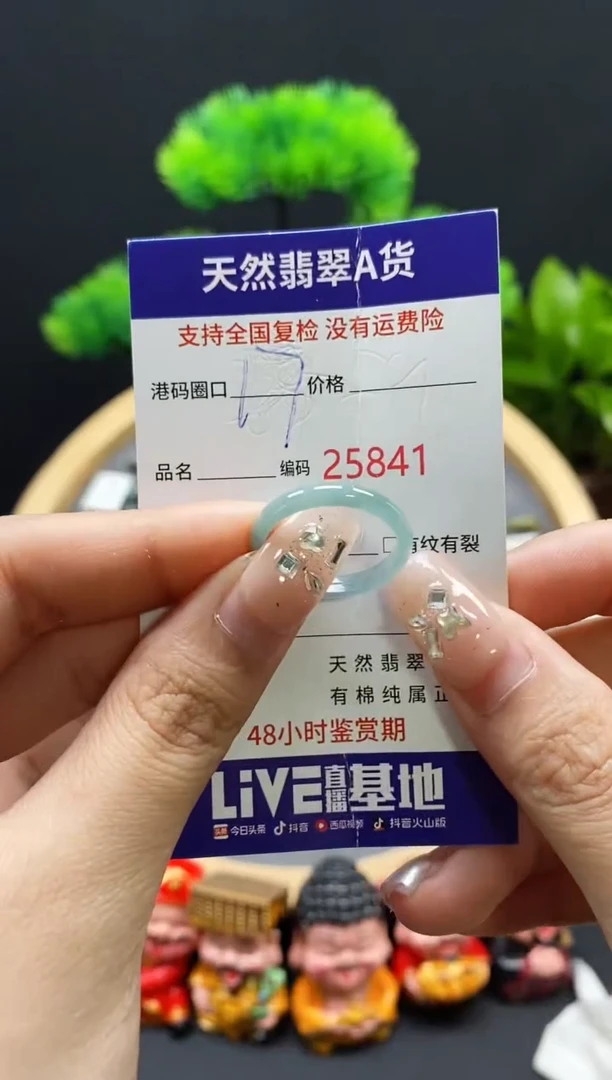 天然翡翠A货
支持全国复检 没有运费险
港码圈口 17 价格
品名 编码 25841
有纹有裂
天然翡翠
有棉纯属正
48小时鉴赏期
LiVE直播基地
今日头条 抖音 西瓜视频 抖音火山版